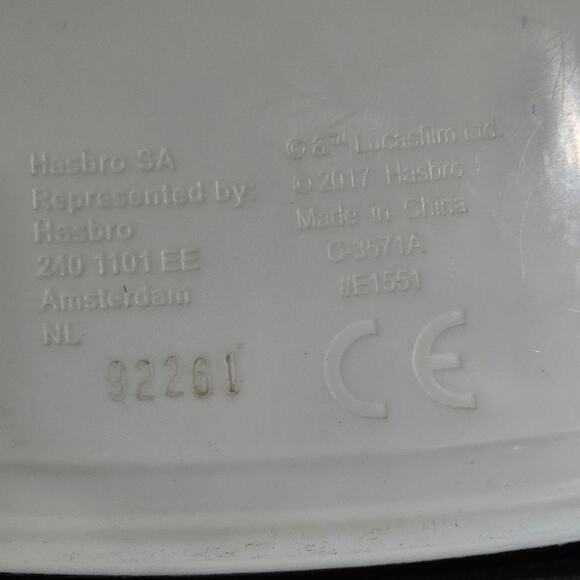 Hasbro SA
Represented by:
Hasbro
240 1101 EE
Amsterdam
NL
92261
© & ™ Lucasfilm Ltd.
© 2017 Hasbro
Made in China
C-3571A
#E1551
CE